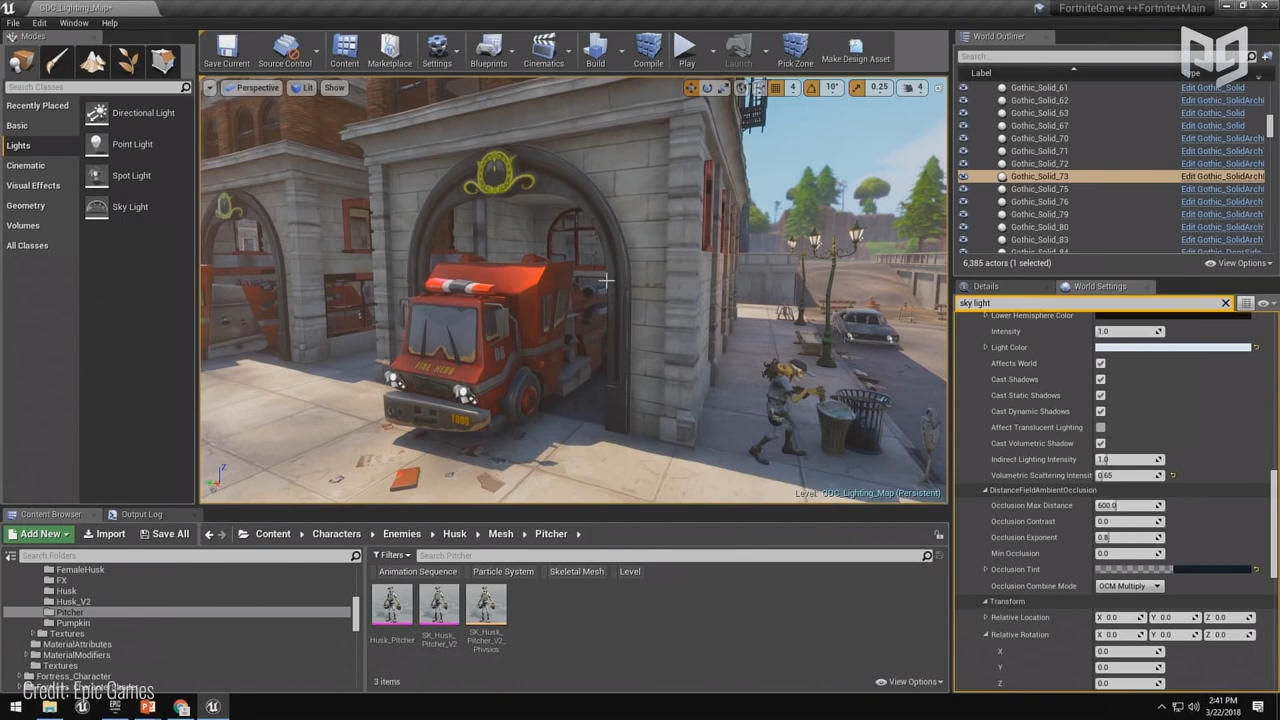 GDC_Lighting_Map*
FortniteGame ++Fortnite+Main
File Edit Window Help
Modes
World Outliner
Save Current Source Control Content Marketplace Settings Blueprints Cinematics Build Compile Play Launch Pick Zone Make Design Asset
Search...
Label Type
Search Classes
Perspective Lit Show 4 10° 0.25 4
Recently Placed
Basic
Lights
Cinematic
Visual Effects
Geometry
Volumes
All Classes
Directional Light
Point Light
Spot Light
Sky Light
Gothic_Solid_61 Edit Gothic_Solid
Gothic_Solid_62 Edit Gothic_SolidArchi
Gothic_Solid_63 Edit Gothic_Solid
Gothic_Solid_67 Edit Gothic_Solid
Gothic_Solid_70 Edit Gothic_SolidArchi
Gothic_Solid_71 Edit Gothic_SolidArchi
Gothic_Solid_72 Edit Gothic_SolidArchi
Gothic_Solid_73 Edit Gothic_SolidArchi
Gothic_Solid_75 Edit Gothic_SolidArchi
Gothic_Solid_76 Edit Gothic_SolidArch
Gothic_Solid_79 Edit Gothic_SolidArch
Gothic_Solid_80 Edit Gothic_SolidArch
Gothic_Solid_83 Edit Gothic_SolidArch
6,385 actors (1 selected) View Options
Details World Settings
sky light
Lower Hemisphere Color
Intensity 1.0
Light Color
Affects World
Cast Shadows
Cast Static Shadows
Cast Dynamic Shadows
Affect Translucent Lighting
Cast Volumetric Shadow
Indirect Lighting Intensity 1.0
Volumetric Scattering Intensit 0.65
DistanceFieldAmbientOcclusion
Occlusion Max Distance 600.0
Occlusion Contrast 0.0
Occlusion Exponent 0.8
Min Occlusion 0.0
Occlusion Tint
Occlusion Combine Mode OCM Multiply
Transform
Relative Location X 0.0 Y 0.0 Z 0.0
Relative Rotation X 0.0 Y 0.0 Z 0.0
X 0.0
Y 0.0
Z 0.0
FIRE HERO
Level: GDC_Lighting_Map (Persistent)
Content Browser Output Log
Add New Import Save All Content Characters Enemies Husk Mesh Pitcher
Search Folders
FemaleHusk
FX
Husk
Husk_V2
Pitcher
Pumpkin
Textures
MaterialAttributes
MaterialModifiers
Textures
Fortress_Character
Filters Search Pitcher
Animation Sequence Particle System Skeletal Mesh Level
Husk_Pitcher
SK_Husk_Pitcher_V2
SK_Husk_Pitcher_V2_Physics
3 items View Options
Credit: Epic Games
2:41 PM
3/22/2018